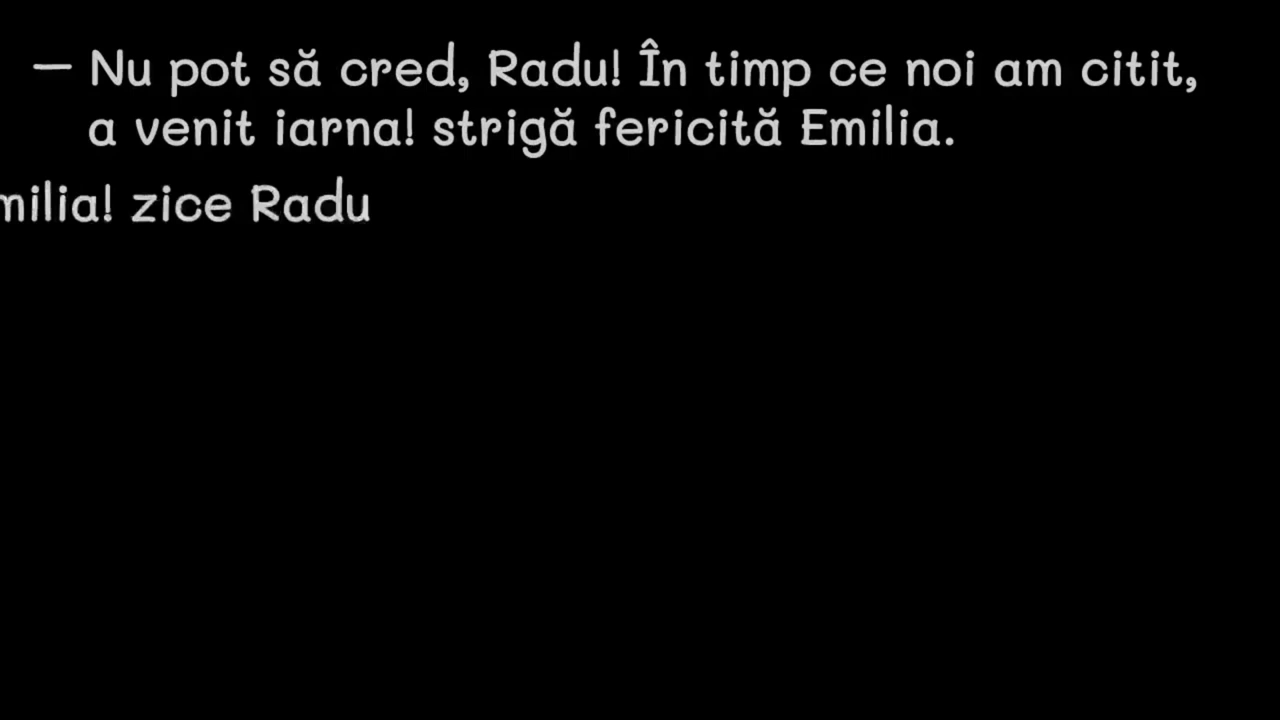 — Nu pot să cred, Radu! În timp ce noi am citit,
a venit iarna! strigă fericită Emilia.
milia! zice Radu